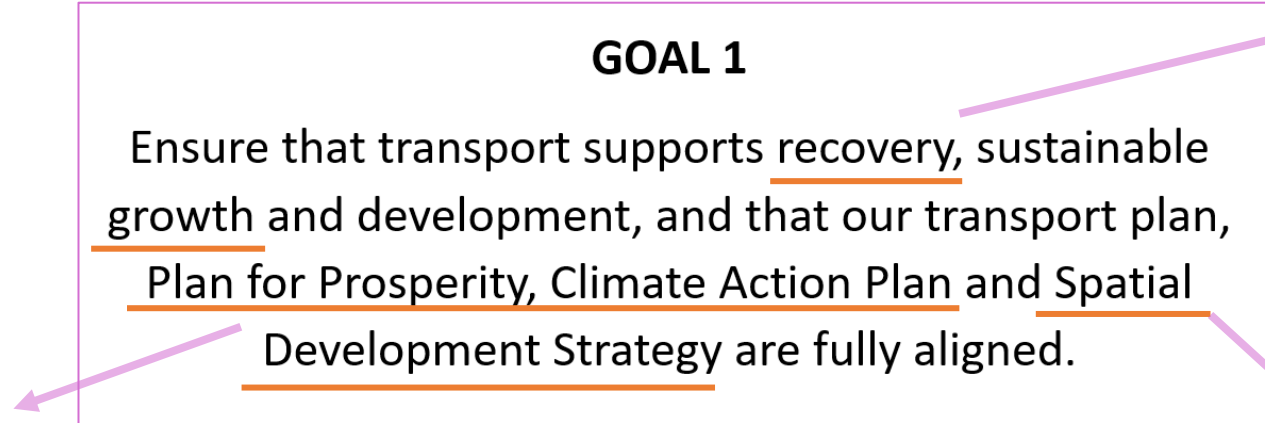 GOAL 1
Ensure that transport supports recovery, sustainable
growth and development, and that our transport plan,
Plan for Prosperity, Climate Action Plan and Spatial
Development Strategy are fully aligned.